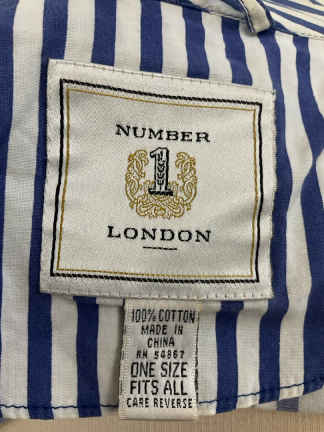 NUMBER
1
LONDON
100% COTTON
MADE IN
CHINA
RN 54867
ONE SIZE
FITS ALL
CARE REVERSE